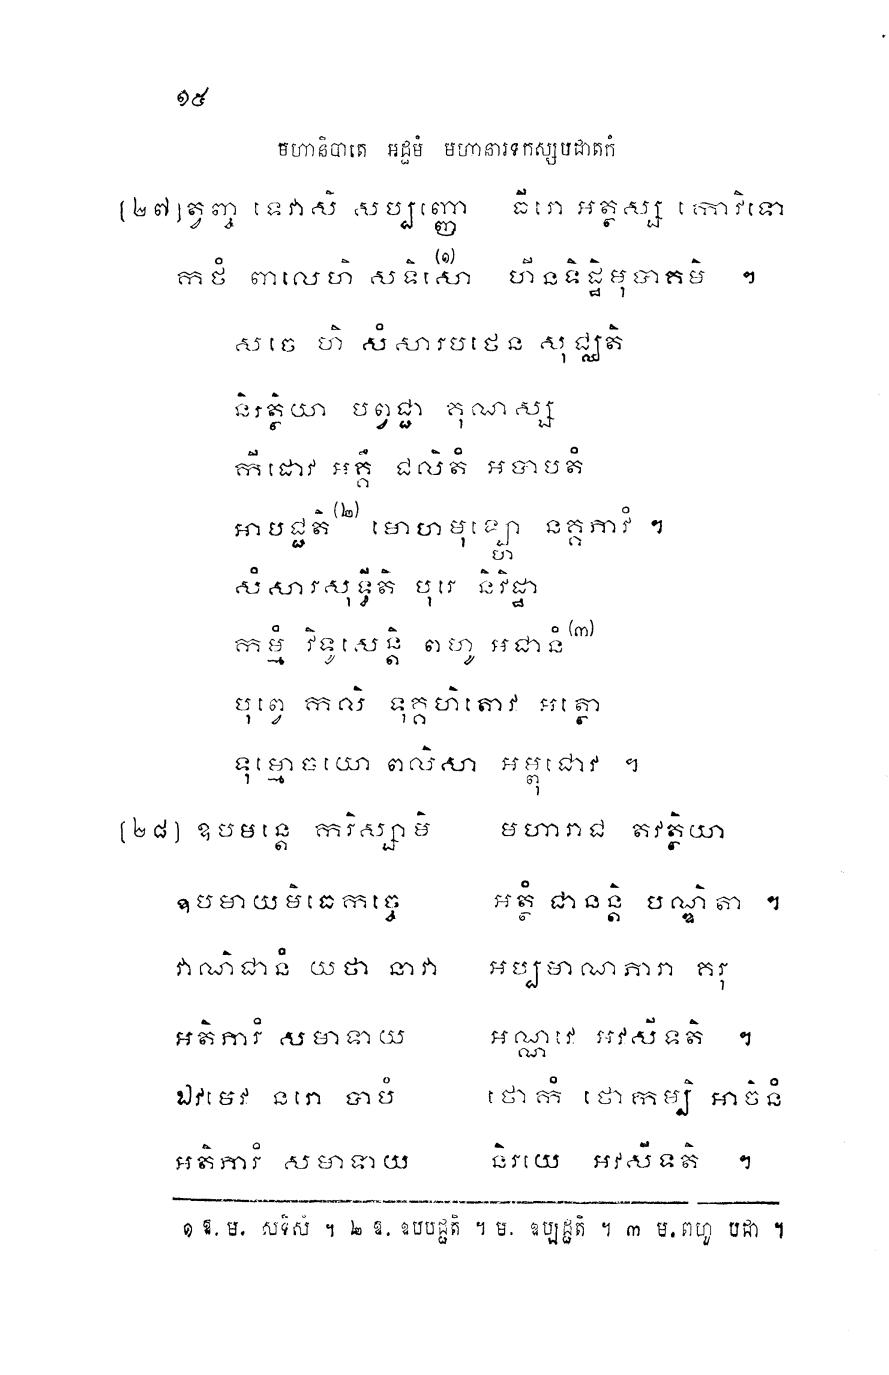 ១៥
មហានិបាតេ អដ្ឋមំ មហានារទកស្សបជាតកំ
(២៧) ត្វញ្ច ទេវាសិ សប្បញ្ញោ ធីរោ អត្ថស្ស កោវិទោ
កថំ ពាលេហិ សទិសោ(១) ហីនទិដ្ឋិមុបាគមិ ។
សចេ ហិ សំសារបថេន សុជ្ឈតិ
និរត្ថិយា បព្វជ្ជា គុណស្ស
កីដោវ អគ្គឹ ជលិតំ អបាបតំ
អាបជ្ជតិ(២) មោហមុឡ្ហោ នគ្គភាវំ ។
សំសារសុទ្ធីតិ បុរេ និវិដ្ឋា
កម្មំ វិទូសេន្តិ ពហូ អជានំ(៣)
បុព្វេ កលិ ទុគ្គហិតោវ អត្ថោ
ទុម្មោចយោ ពលិសា អម្ពុជោវ ។
(២៨) ឧបមន្តេ ករិស្សាមិ មហារាជ តវត្ថិយា
ឧបមាយមិធេកច្ចេ អត្ថំ ជានន្តិ បណ្ឌិតា ។
វាណិជានំ យថា នាវា អប្បមាណភារា គរុ
អតិភារំ សមាទាយ អណ្ណវេ អវសីទតិ ។
ឯវមេវ នរោ បាបំ ថោកំ ថោកម្បិ អាចិនំ
អតិភារំ សមាទាយ និរយេ អវសីទតិ ។
១ ឱ. ម. សទិសំ ។ ២ ឱ. ឧបបជ្ជតិ ។ ម. ឧប្បជ្ជតិ ។ ៣ ម. ពហូ បជា ។